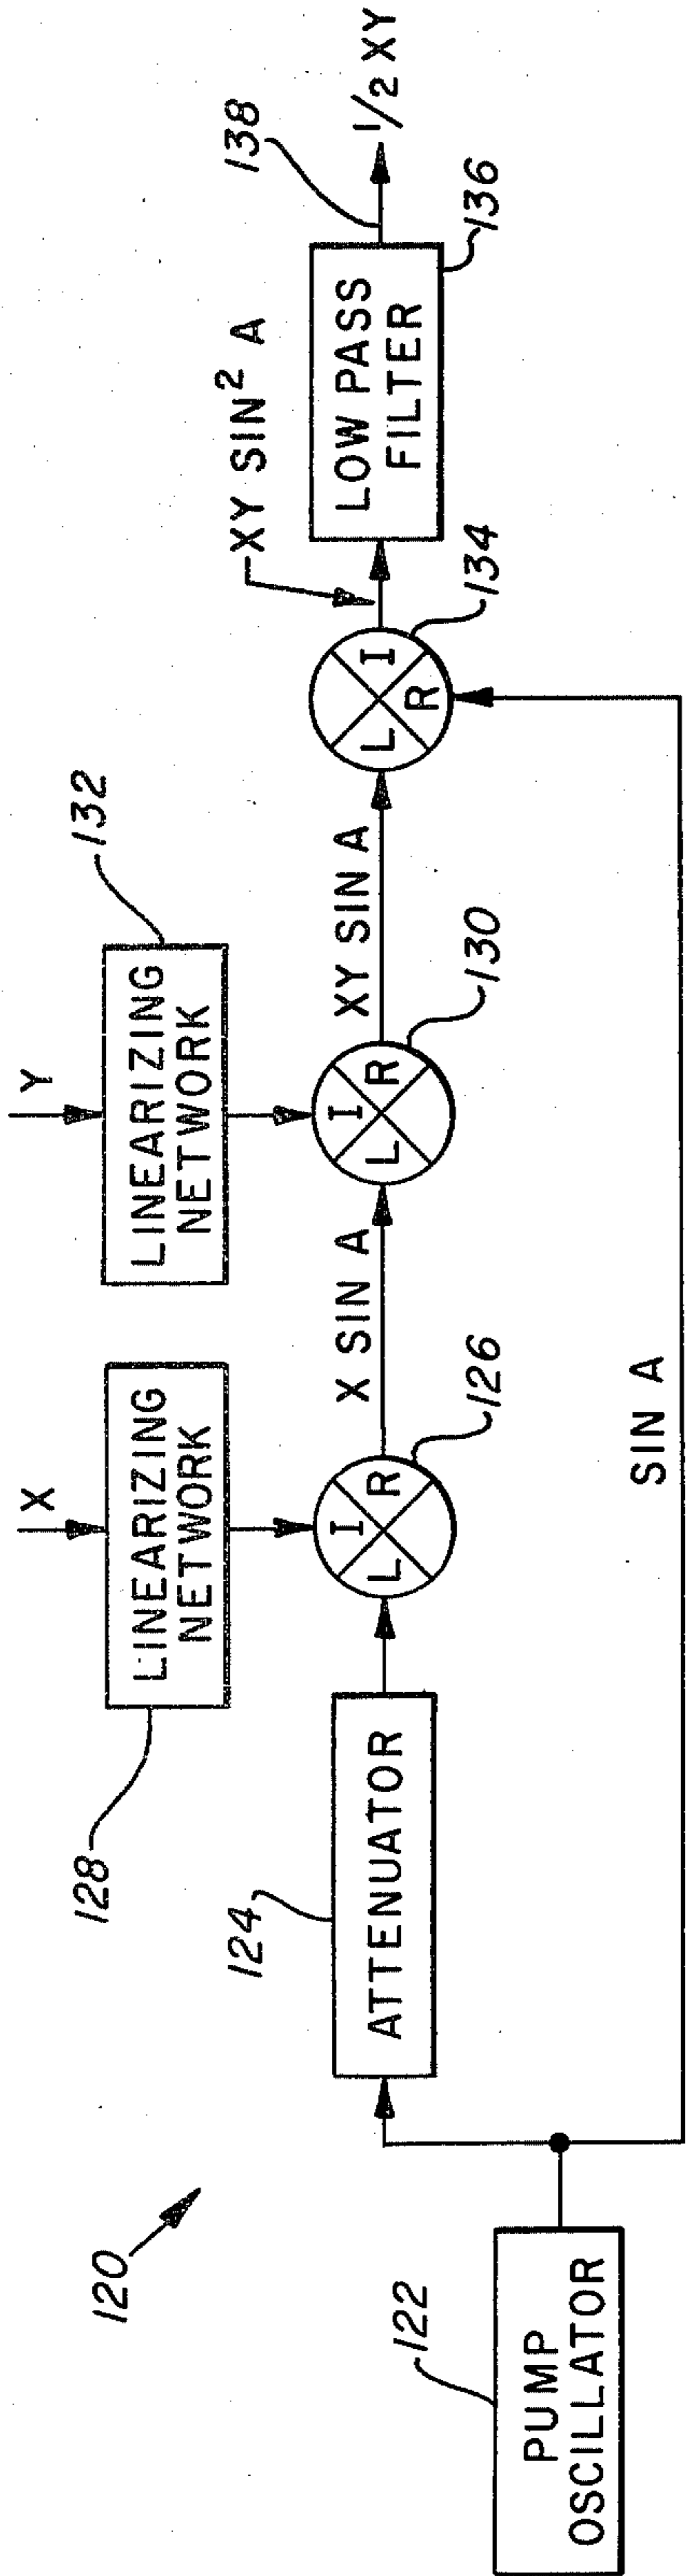 120
PUMP
OSCILLATOR
122
ATTENUATOR
124
SIN A
X
LINEARIZING
NETWORK
128
L I R
126
X SIN A
Y
LINEARIZING
NETWORK
132
L I R
130
XY SIN A
L I
R
134
XY SIN² A
LOW PASS
FILTER
136
138
1/2 XY